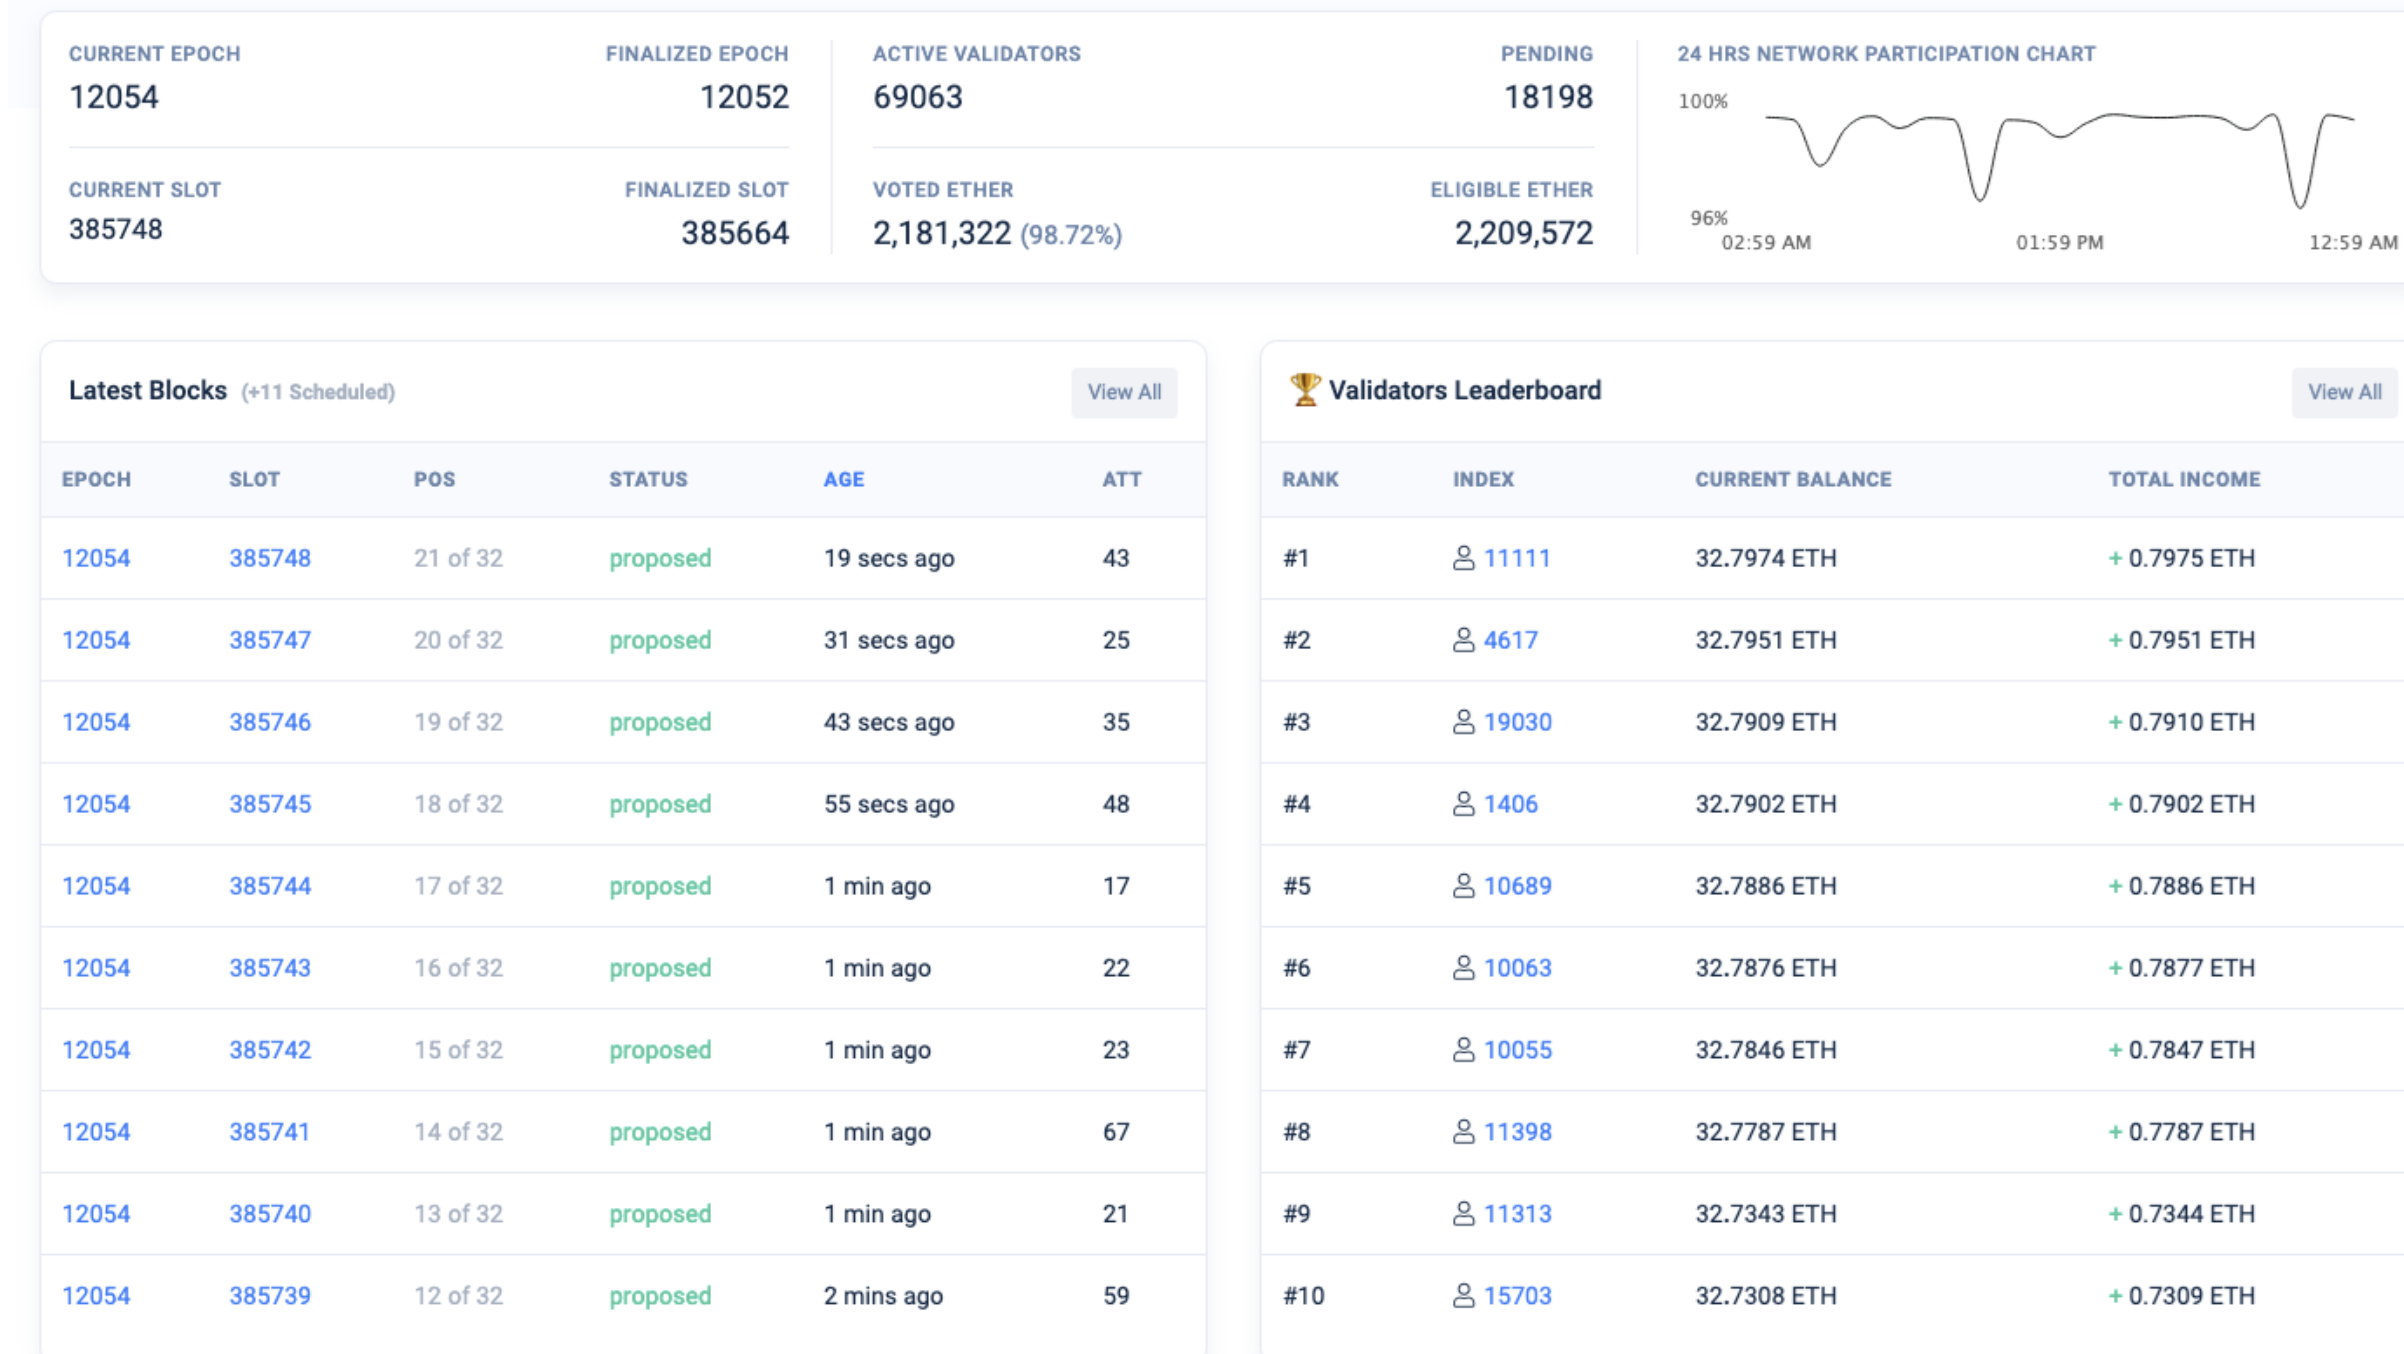 CURRENT EPOCH FINALIZED EPOCH
12054 12052
CURRENT SLOT FINALIZED SLOT
385748 385664
ACTIVE VALIDATORS PENDING
69063 18198
VOTED ETHER ELIGIBLE ETHER
2,181,322 (98.72%) 2,209,572
24 HRS NETWORK PARTICIPATION CHART
100%
96%
02:59 AM 01:59 PM 12:59 AM
Latest Blocks (+11 Scheduled) View All
EPOCH SLOT POS STATUS AGE ATT
12054 385748 21 of 32 proposed 19 secs ago 43
12054 385747 20 of 32 proposed 31 secs ago 25
12054 385746 19 of 32 proposed 43 secs ago 35
12054 385745 18 of 32 proposed 55 secs ago 48
12054 385744 17 of 32 proposed 1 min ago 17
12054 385743 16 of 32 proposed 1 min ago 22
12054 385742 15 of 32 proposed 1 min ago 23
12054 385741 14 of 32 proposed 1 min ago 67
12054 385740 13 of 32 proposed 1 min ago 21
12054 385739 12 of 32 proposed 2 mins ago 59
Validators Leaderboard View All
RANK INDEX CURRENT BALANCE TOTAL INCOME
#1 11111 32.7974 ETH + 0.7975 ETH
#2 4617 32.7951 ETH + 0.7951 ETH
#3 19030 32.7909 ETH + 0.7910 ETH
#4 1406 32.7902 ETH + 0.7902 ETH
#5 10689 32.7886 ETH + 0.7886 ETH
#6 10063 32.7876 ETH + 0.7877 ETH
#7 10055 32.7846 ETH + 0.7847 ETH
#8 11398 32.7787 ETH + 0.7787 ETH
#9 11313 32.7343 ETH + 0.7344 ETH
#10 15703 32.7308 ETH + 0.7309 ETH